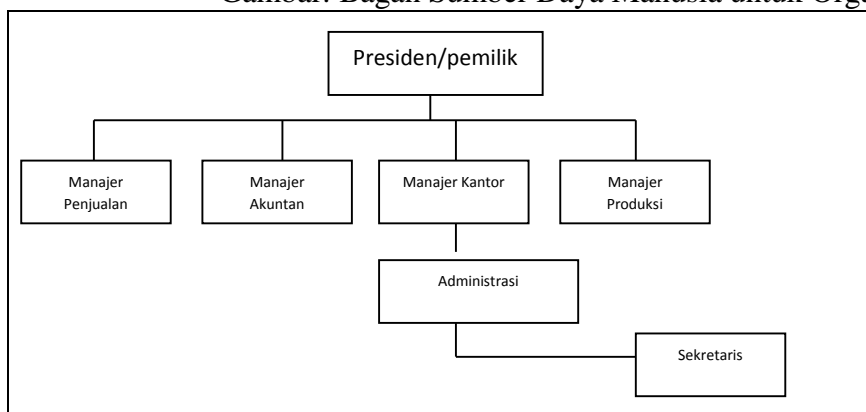 Gambar: Bagan Sumber Daya Manusia untuk Orga
Presiden/pemilik
Manajer
Penjualan
Manajer
Akuntan
Manajer Kantor
Manajer
Produksi
Administrasi
Sekretaris